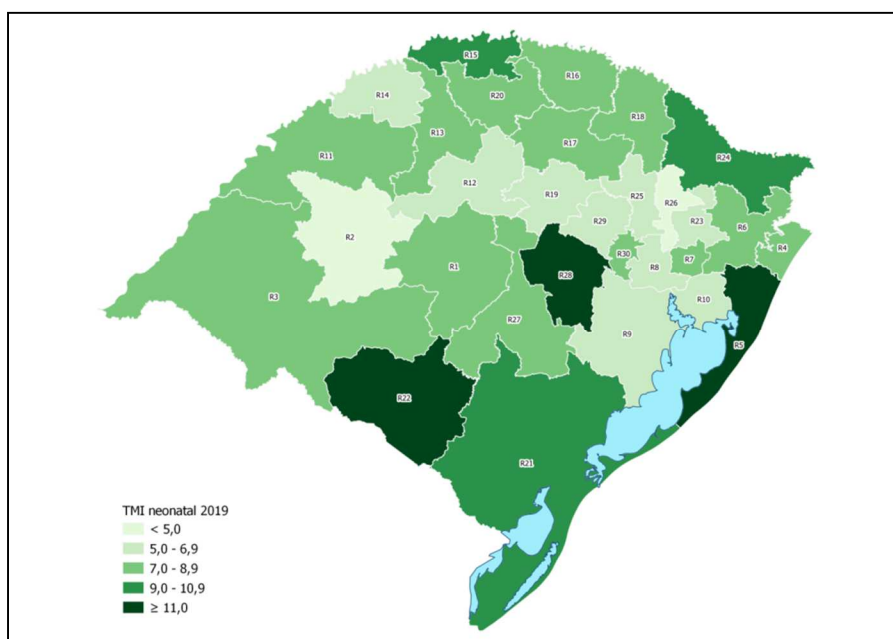 R15
R16
R14
R20
R18
R13
R17
R11
R24
R12
R19
R25
R26
R29
R23
R6
R2
R4
R1
R30
R7
R8
R28
R3
R10
R27
R9
R5
R22
R21
TMI neonatal 2019
< 5,0
5,0 - 6,9
7,0 - 8,9
9,0 - 10,9
≥ 11,0